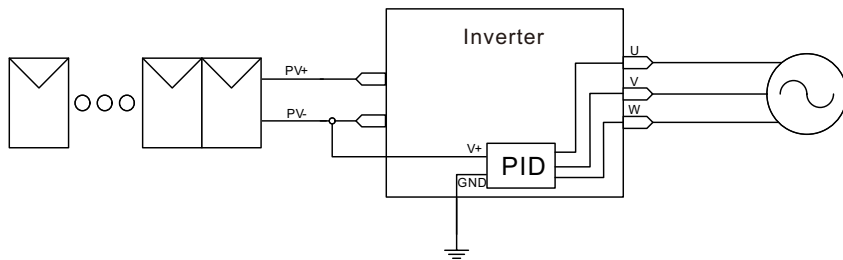 Inverter
PV+
PV-
U
V
W
V+
GND
PID